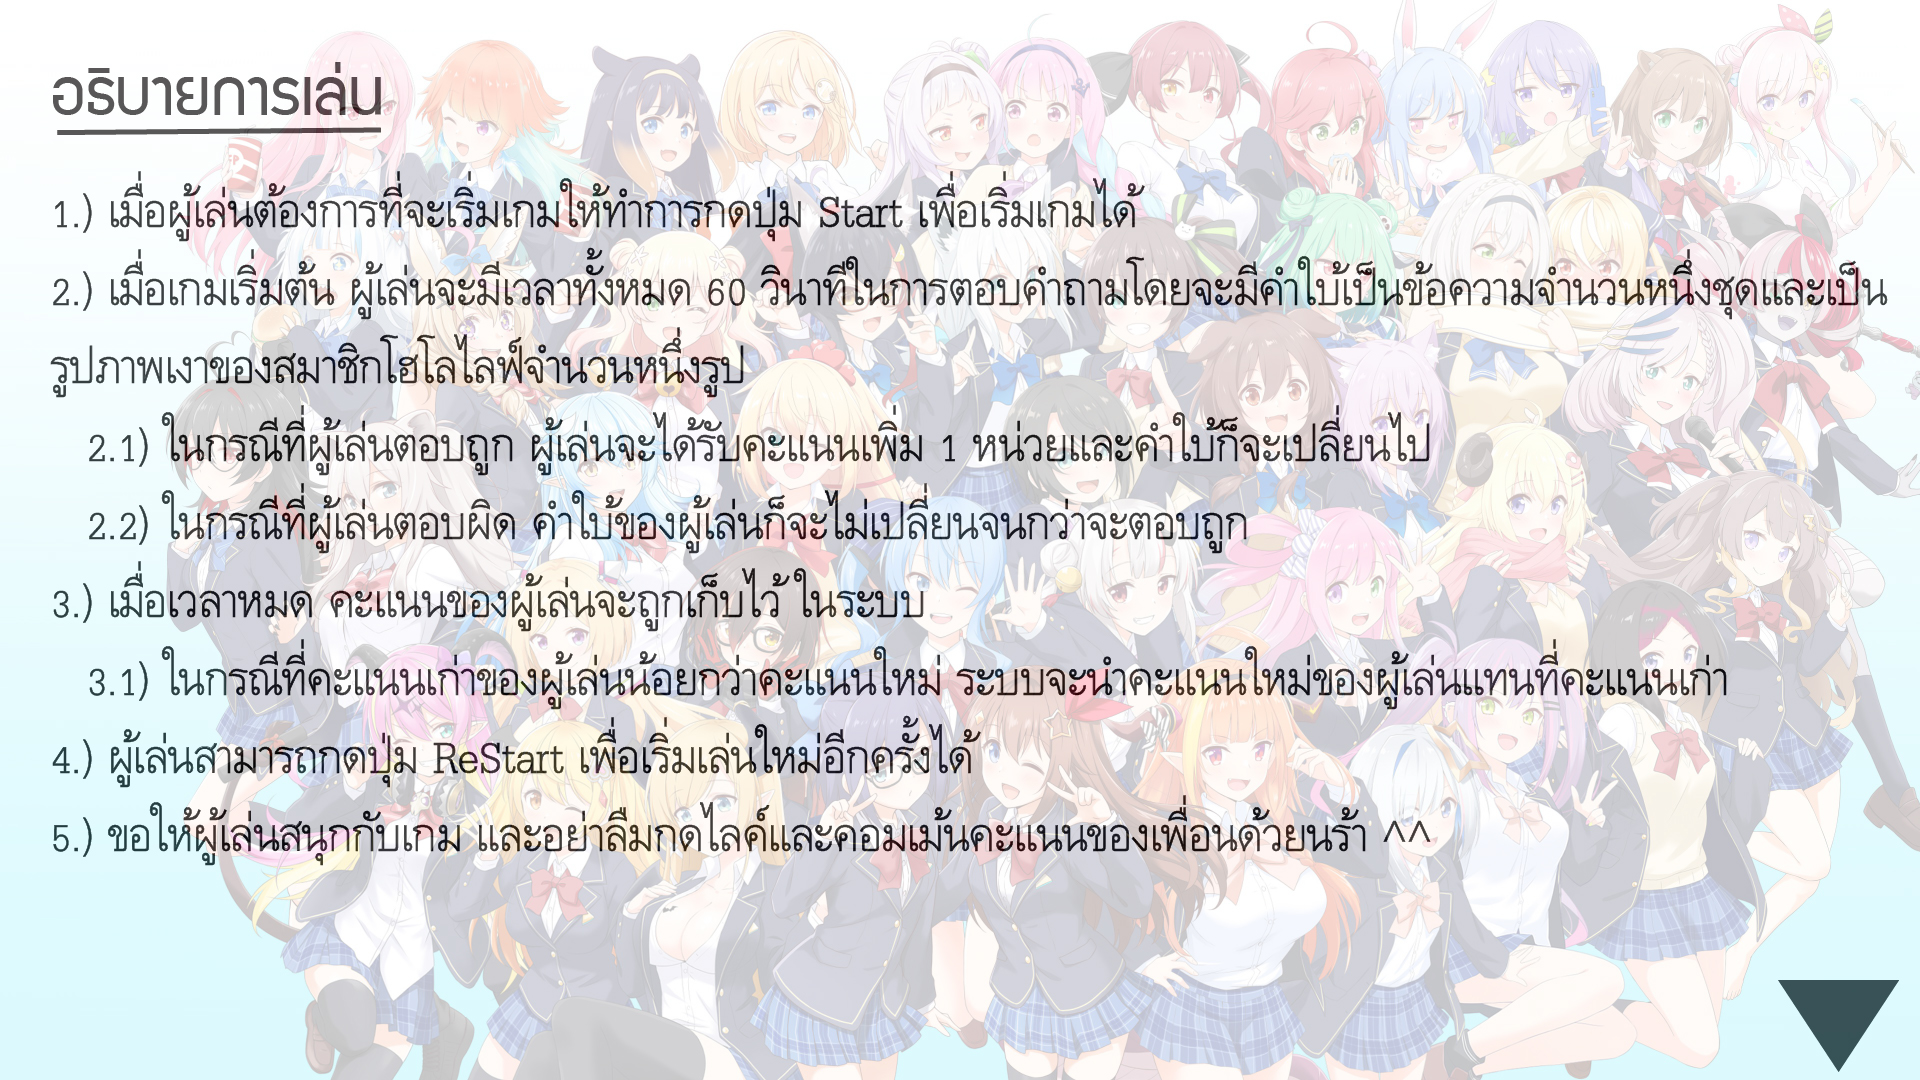 อธิบายการเล่น
1.) เมื่อผู้เล่นต้องการที่จะเริ่มเกมให้ทำการกดปุ่ม Start เพื่อเริ่มเกมได้
2.) เมื่อเกมเริ่มต้น ผู้เล่นจะมีเวลาทั้งหมด 60 วินาทีในการตอบคำถามโดยจะมีคำใบ้เป็นข้อความจำนวนหนึ่งชุดและเป็น
รูปภาพเงาของสมาชิกโฮโลไลฟ์จำนวนหนึ่งรูป
2.1) ในกรณีที่ผู้เล่นตอบถูก ผู้เล่นจะได้รับคะแนนเพิ่ม 1 หน่วยและคำใบ้ก็จะเปลี่ยนไป
2.2) ในกรณีที่ผู้เล่นตอบผิด คำใบ้ของผู้เล่นก็จะไม่เปลี่ยนจนกว่าจะตอบถูก
3.) เมื่อเวลาหมด คะแนนของผู้เล่นจะถูกเก็บไว้ ในระบบ
3.1) ในกรณีที่คะแนนเก่าของผู้เล่นน้อยกว่าคะแนนใหม่ ระบบจะนำคะแนนใหม่ของผู้เล่นแทนที่คะแนนเก่า
4.) ผู้เล่นสามารถกดปุ่ม ReStart เพื่อเริ่มเล่นใหม่อีกครั้งได้
5.) ขอให้ผู้เล่นสนุกกับเกม และอย่าลืมกดไลค์และคอมเม้นคะแนนของเพื่อนด้วยนร้า ^^